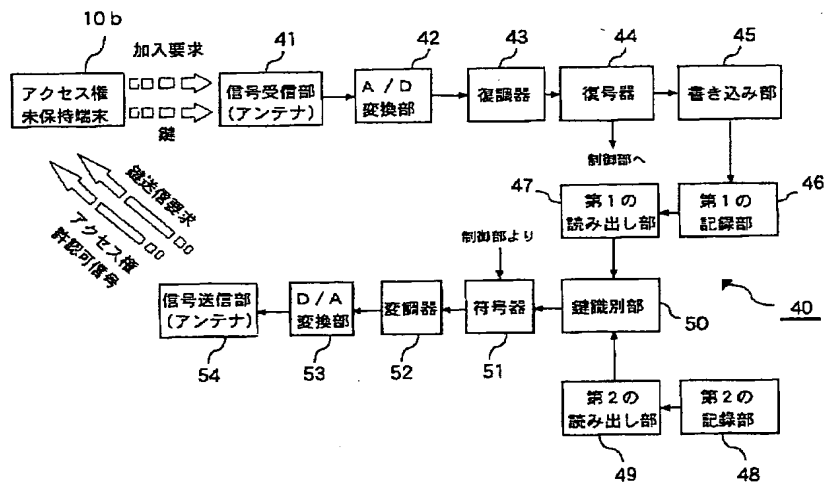 10b
加入要求
41
42
43
44
45
アクセス権
未保持端末
鍵
信号受信部
(アンテナ)
A/D
変換部
復調器
復号器
書き込み部
制御部へ
鍵送信要求
アクセス権
許認可信号
47
第1の
読み出し部
第1の
記録部
46
制御部より
信号送信部
(アンテナ)
D/A
変換部
変調器
符号器
鍵識別部
50
40
54
53
52
51
第2の
読み出し部
第2の
記録部
49
48